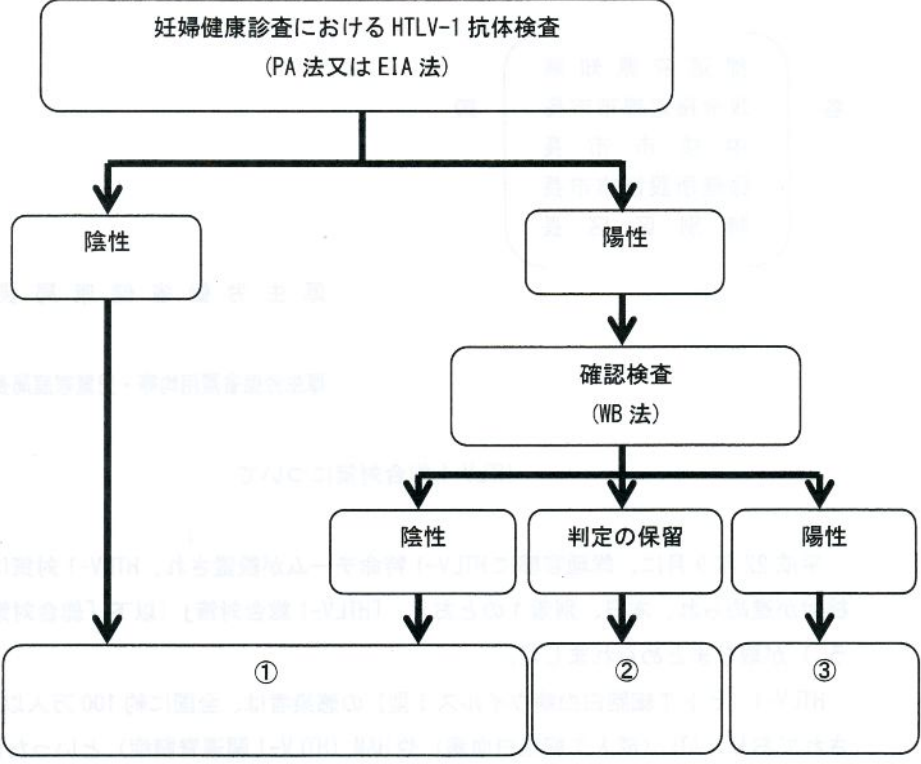 妊婦健康診査における HTLV-1 抗体検査
(PA 法又は EIA 法)
陰性
陽性
確認検査
(WB 法)
陰性
判定の保留
陽性
①
②
③